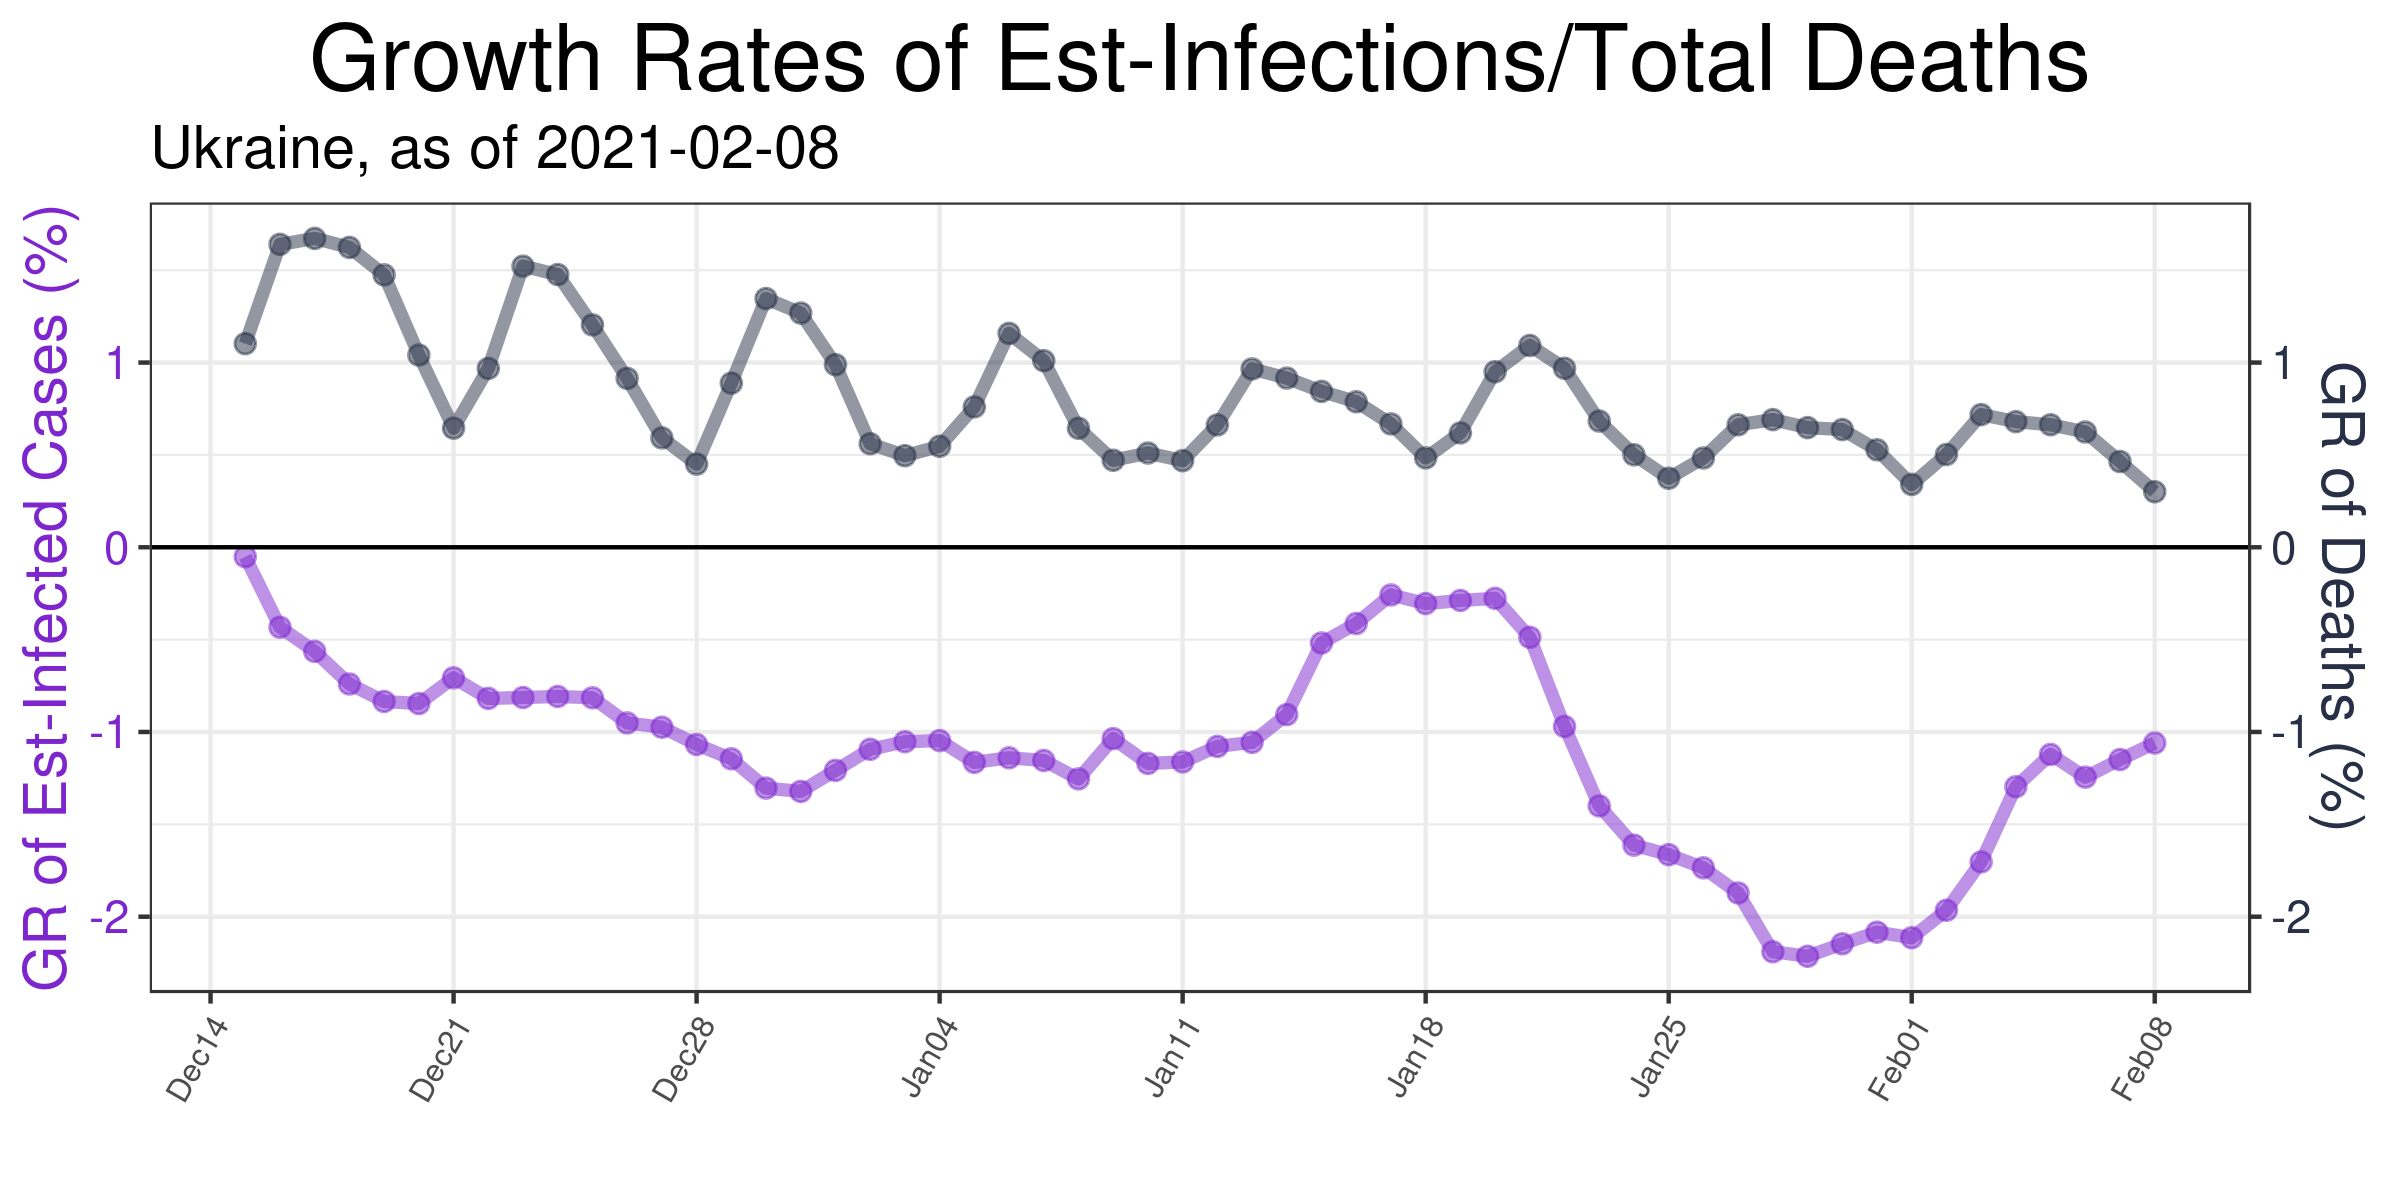 Growth Rates of Est-Infections/Total Deaths
Ukraine, as of 2021-02-08
GR of Est-Infected Cases (%)
1
0
-1
-2
1
0
-1
-2
GR of Deaths (%)
Dec14
Dec21
Dec28
Jan04
Jan11
Jan18
Jan25
Feb01
Feb08